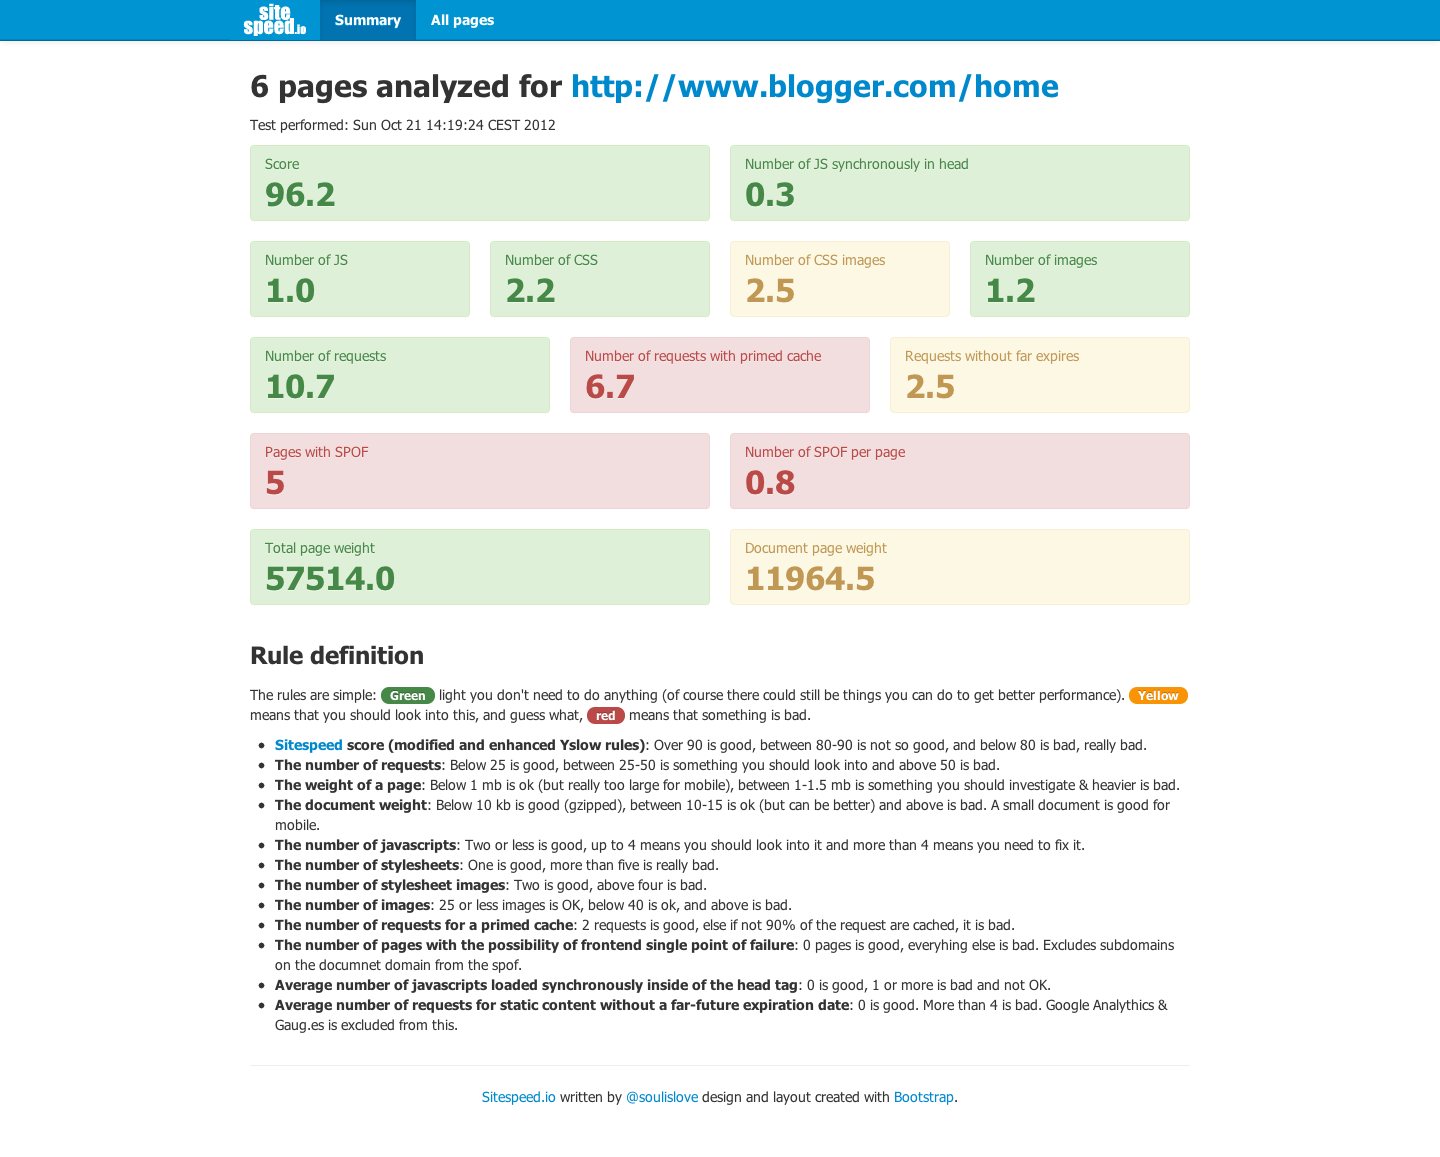 site
speed.io
Summary
All pages
6 pages analyzed for http://www.blogger.com/home
Test performed: Sun Oct 21 14:19:24 CEST 2012
Score
96.2
Number of JS synchronously in head
0.3
Number of JS
1.0
Number of CSS
2.2
Number of CSS images
2.5
Number of images
1.2
Number of requests
10.7
Number of requests with primed cache
6.7
Requests without far expires
2.5
Pages with SPOF
5
Number of SPOF per page
0.8
Total page weight
57514.0
Document page weight
11964.5
Rule definition
The rules are simple: Green light you don't need to do anything (of course there could still be things you can do to get better performance). Yellow
means that you should look into this, and guess what, red means that something is bad.
• Sitespeed score (modified and enhanced Yslow rules): Over 90 is good, between 80-90 is not so good, and below 80 is bad, really bad.
• The number of requests: Below 25 is good, between 25-50 is something you should look into and above 50 is bad.
• The weight of a page: Below 1 mb is ok (but really too large for mobile), between 1-1.5 mb is something you should investigate & heavier is bad.
• The document weight: Below 10 kb is good (gzipped), between 10-15 is ok (but can be better) and above is bad. A small document is good for
mobile.
• The number of javascripts: Two or less is good, up to 4 means you should look into it and more than 4 means you need to fix it.
• The number of stylesheets: One is good, more than five is really bad.
• The number of stylesheet images: Two is good, above four is bad.
• The number of images: 25 or less images is OK, below 40 is ok, and above is bad.
• The number of requests for a primed cache: 2 requests is good, else if not 90% of the request are cached, it is bad.
• The number of pages with the possibility of frontend single point of failure: 0 pages is good, everyhing else is bad. Excludes subdomains
on the documnet domain from the spof.
• Average number of javascripts loaded synchronously inside of the head tag: 0 is good, 1 or more is bad and not OK.
• Average number of requests for static content without a far-future expiration date: 0 is good. More than 4 is bad. Google Analythics &
Gaug.es is excluded from this.
Sitespeed.io written by @soulislove design and layout created with Bootstrap.